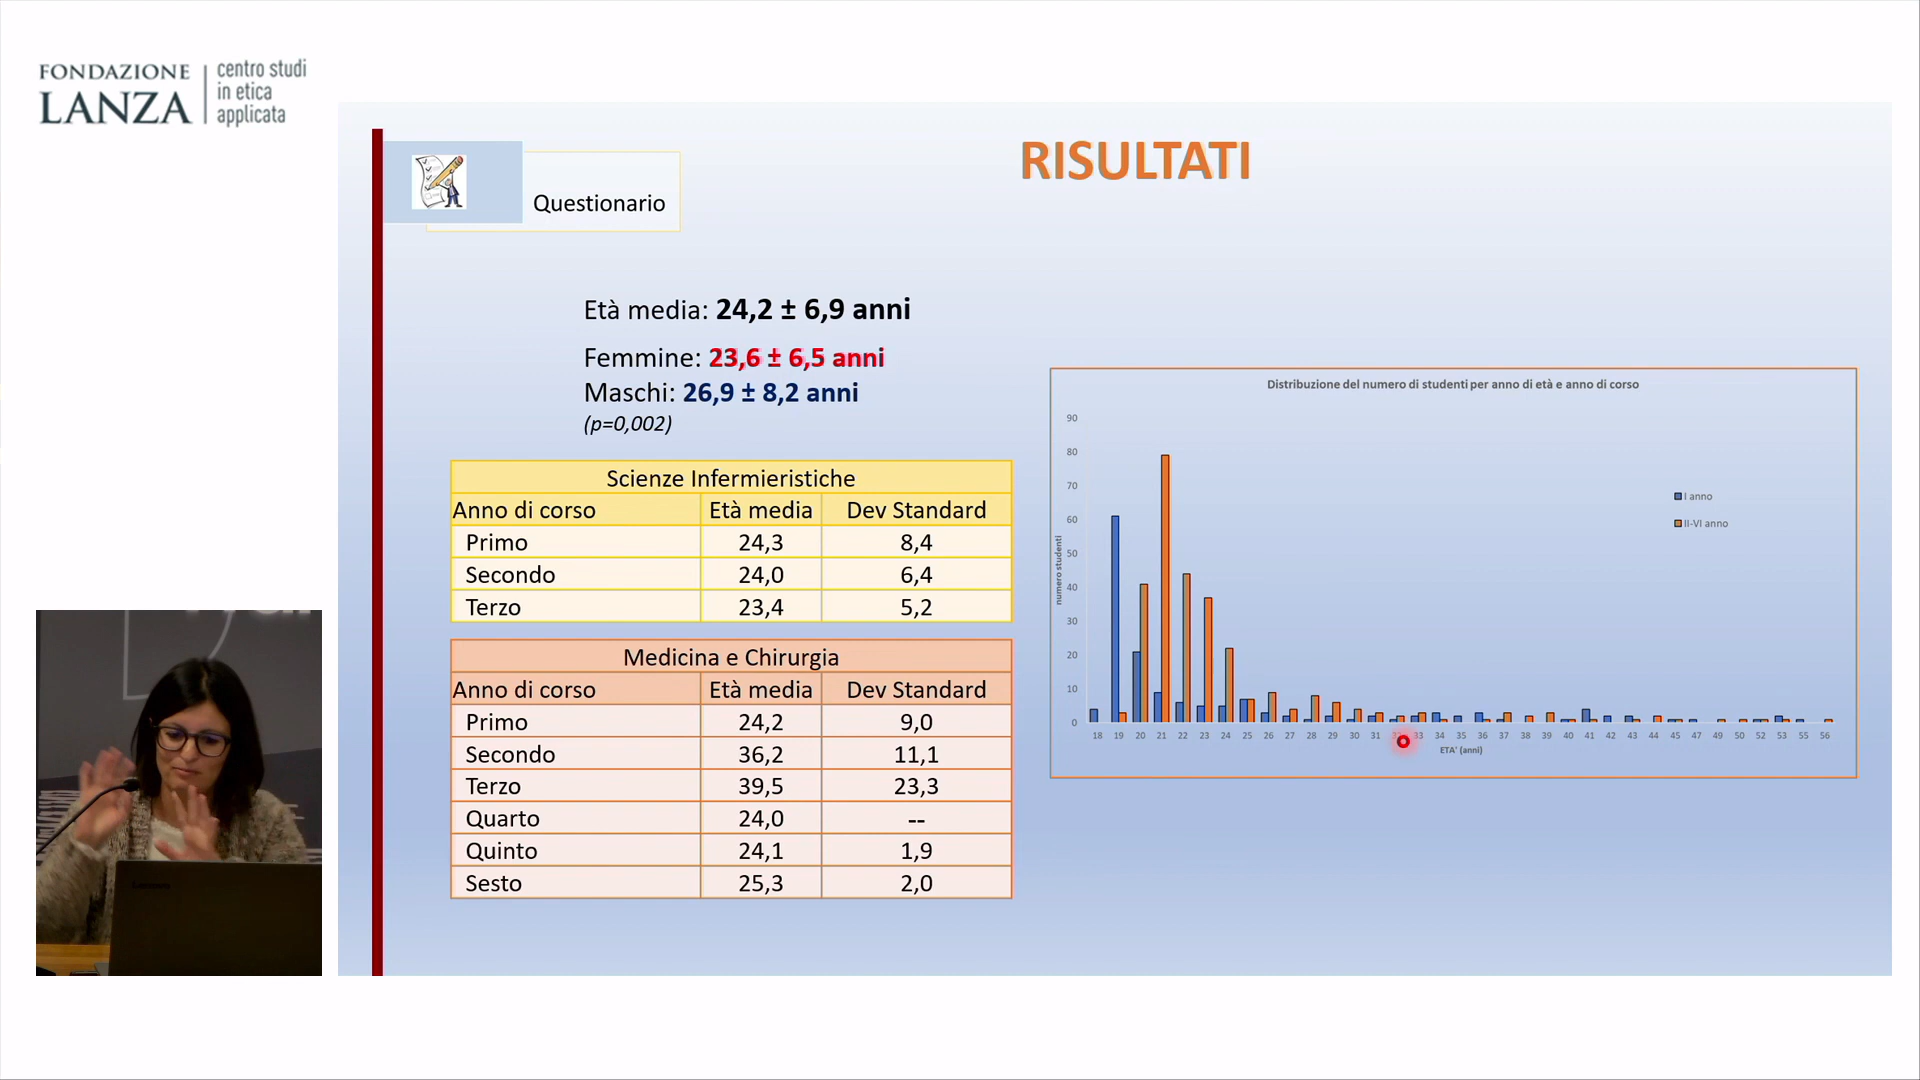 FONDAZIONE
LANZA
centro studi
in etica
applicata
RISULTATI
Questionario
Età media: 24,2 ± 6,9 anni
Femmine: 23,6 ± 6,5 anni
Maschi: 26,9 ± 8,2 anni
(p=0,002)
Scienze Infermieristiche
Anno di corso Età media Dev Standard
Primo 24,3 8,4
Secondo 24,0 6,4
Terzo 23,4 5,2
Medicina e Chirurgia
Anno di corso Età media Dev Standard
Primo 24,2 9,0
Secondo 36,2 11,1
Terzo 39,5 23,3
Quarto 24,0 --
Quinto 24,1 1,9
Sesto 25,3 2,0
Distribuzione del numero di studenti per anno di età e anno di corso
numero studenti
90
80
70
60
50
40
30
20
10
0
I anno
II-VI anno
18 19 20 21 22 23 24 25 26 27 28 29 30 31 33 34 35 36 37 38 39 40 41 42 43 44 45 47 49 50 52 53 55 56
ETA' (anni)